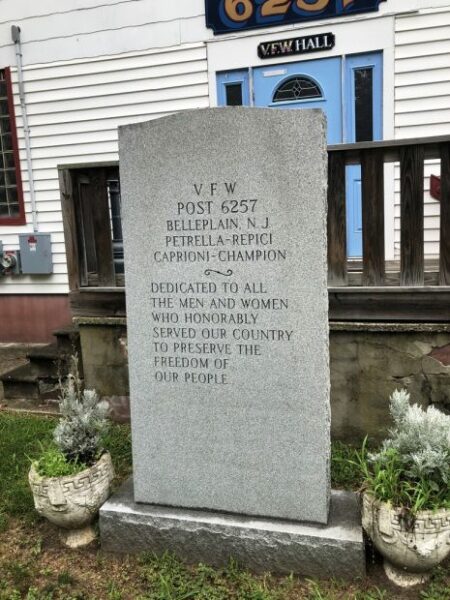 6257
V.F.W. HALL
V F W
POST 6257
BELLEPLAIN, N.J.
PETRELLA-REPICI
CAPRIONI-CHAMPION
DEDICATED TO ALL
THE MEN AND WOMEN
WHO HONORABLY
SERVED OUR COUNTRY
TO PRESERVE THE
FREEDOM OF
OUR PEOPLE